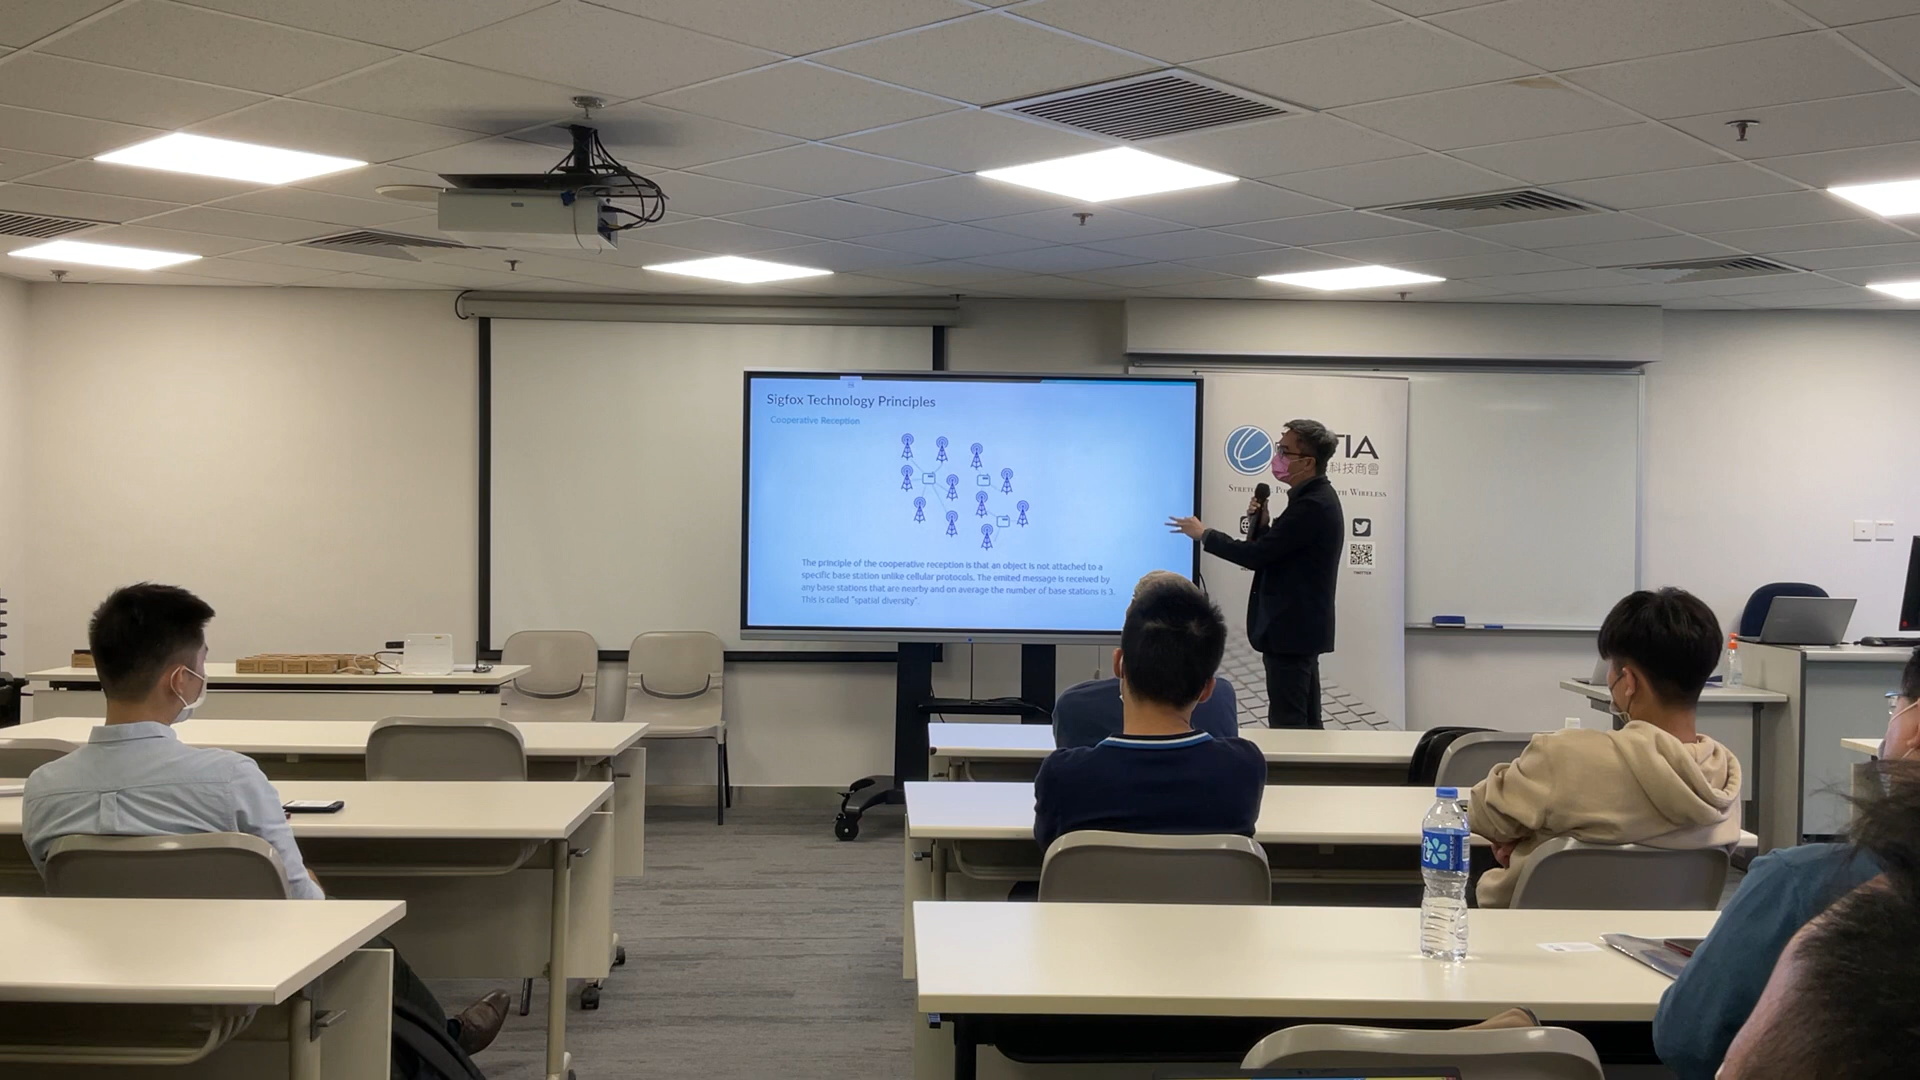 Sigfox Technology Principles
Cooperative Reception
The principle of the cooperative reception is that an object is not attached to a
specific base station unlike cellular protocols. The emited message is received by
any base stations that are nearby and on average the number of base stations is 3.
This is called "spatial diversity".
TIA
科技商會
Wireless